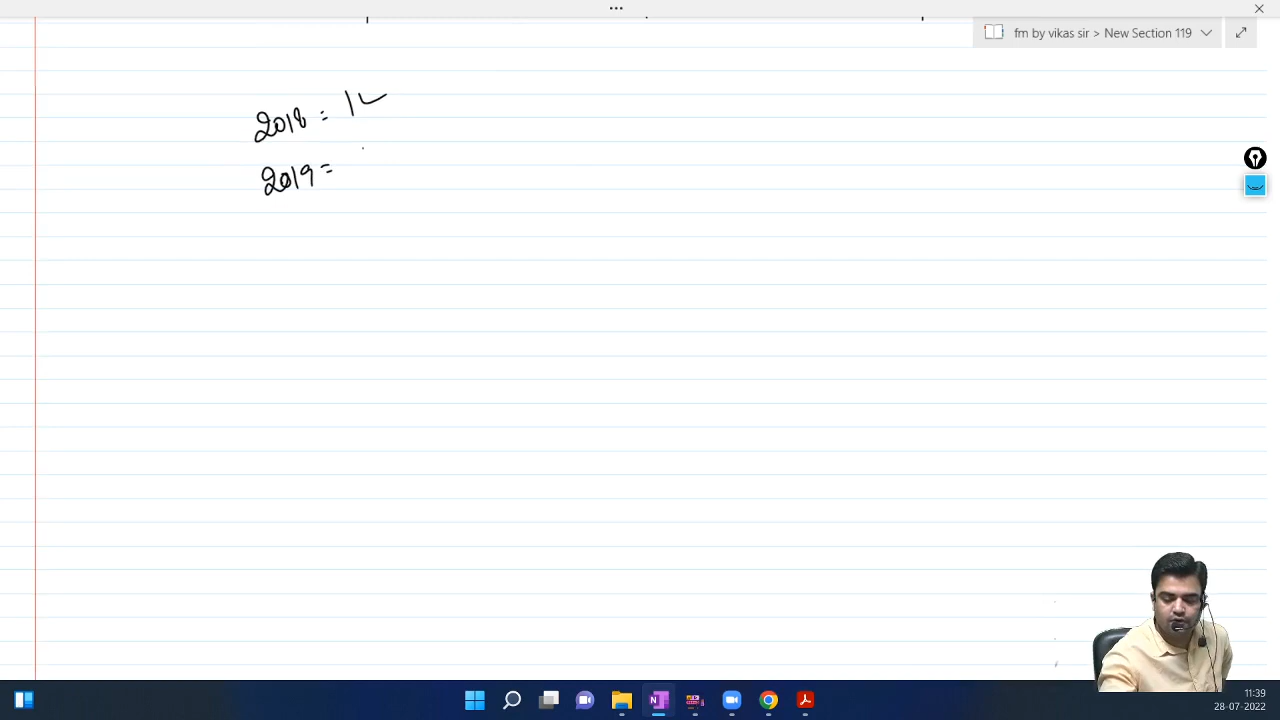 fm by vikas sir > New Section 119
2018 = 1L
2019 =
11:39
28-07-2022